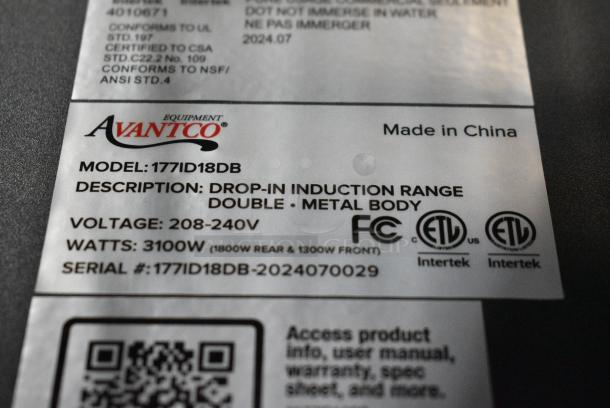 Intertek Intertek
4010671
CONFORMS TO UL
STD.197
CERTIFIED TO CSA
STD.C22.2 No. 109
CONFORMS TO NSF/
ANSI STD.4
DOT NOT IMMERSE IN WATER
NE PAS IMMERGER
2024.07
EQUIPMENT
AVANTCO®
Made in China
MODEL: 177ID18DB
DESCRIPTION: DROP-IN INDUCTION RANGE
DOUBLE - METAL BODY
VOLTAGE: 208-240V
WATTS: 3100W (1800W REAR & 1300W FRONT)
SERIAL #: 177ID18DB-2024070029
FC
c ETL us
Intertek
ETL
Intertek
Access product
info, user manual,
warranty, spec
sheet, and more.